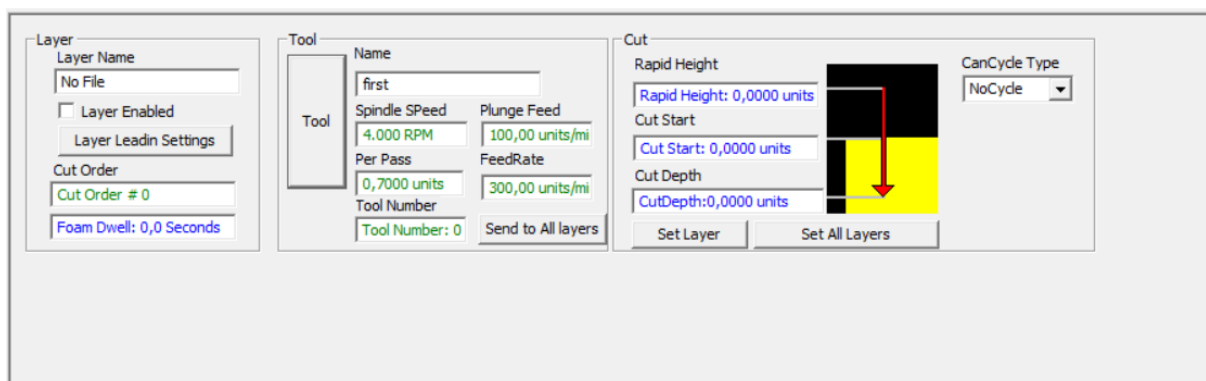 Layer
Layer Name
No File
Layer Enabled
Layer Leadin Settings
Cut Order
Cut Order # 0
Foam Dwell: 0,0 Seconds
Tool
Tool
Name
first
Spindle SPeed
Plunge Feed
4.000 RPM
100,00 units/mi
Per Pass
FeedRate
0,7000 units
300,00 units/mi
Tool Number
Tool Number: 0
Send to All layers
Cut
Rapid Height
Rapid Height: 0,0000 units
Cut Start
Cut Start: 0,0000 units
Cut Depth
CutDepth:0,0000 units
Set Layer
Set All Layers
CanCycle Type
NoCycle